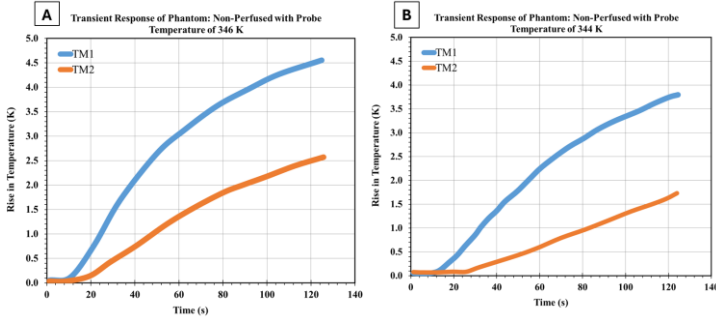 A
Transient Response of Phantom: Non-Perfused with Probe
Temperature of 346 K
5.0
4.5
4.0
3.5
3.0
2.5
2.0
1.5
1.0
0.5
0.0
TM1
TM2
Rise in Temperature (K)
0 20 40 60 80 100 120 140
Time (s)
B
Transient Response of Phantom: Non-Perfused with Probe
Temperature of 344 K
5.0
4.5
4.0
3.5
3.0
2.5
2.0
1.5
1.0
0.5
0.0
TM1
TM2
Rise in Temperature (K)
0 20 40 60 80 100 120 140
Time (s)